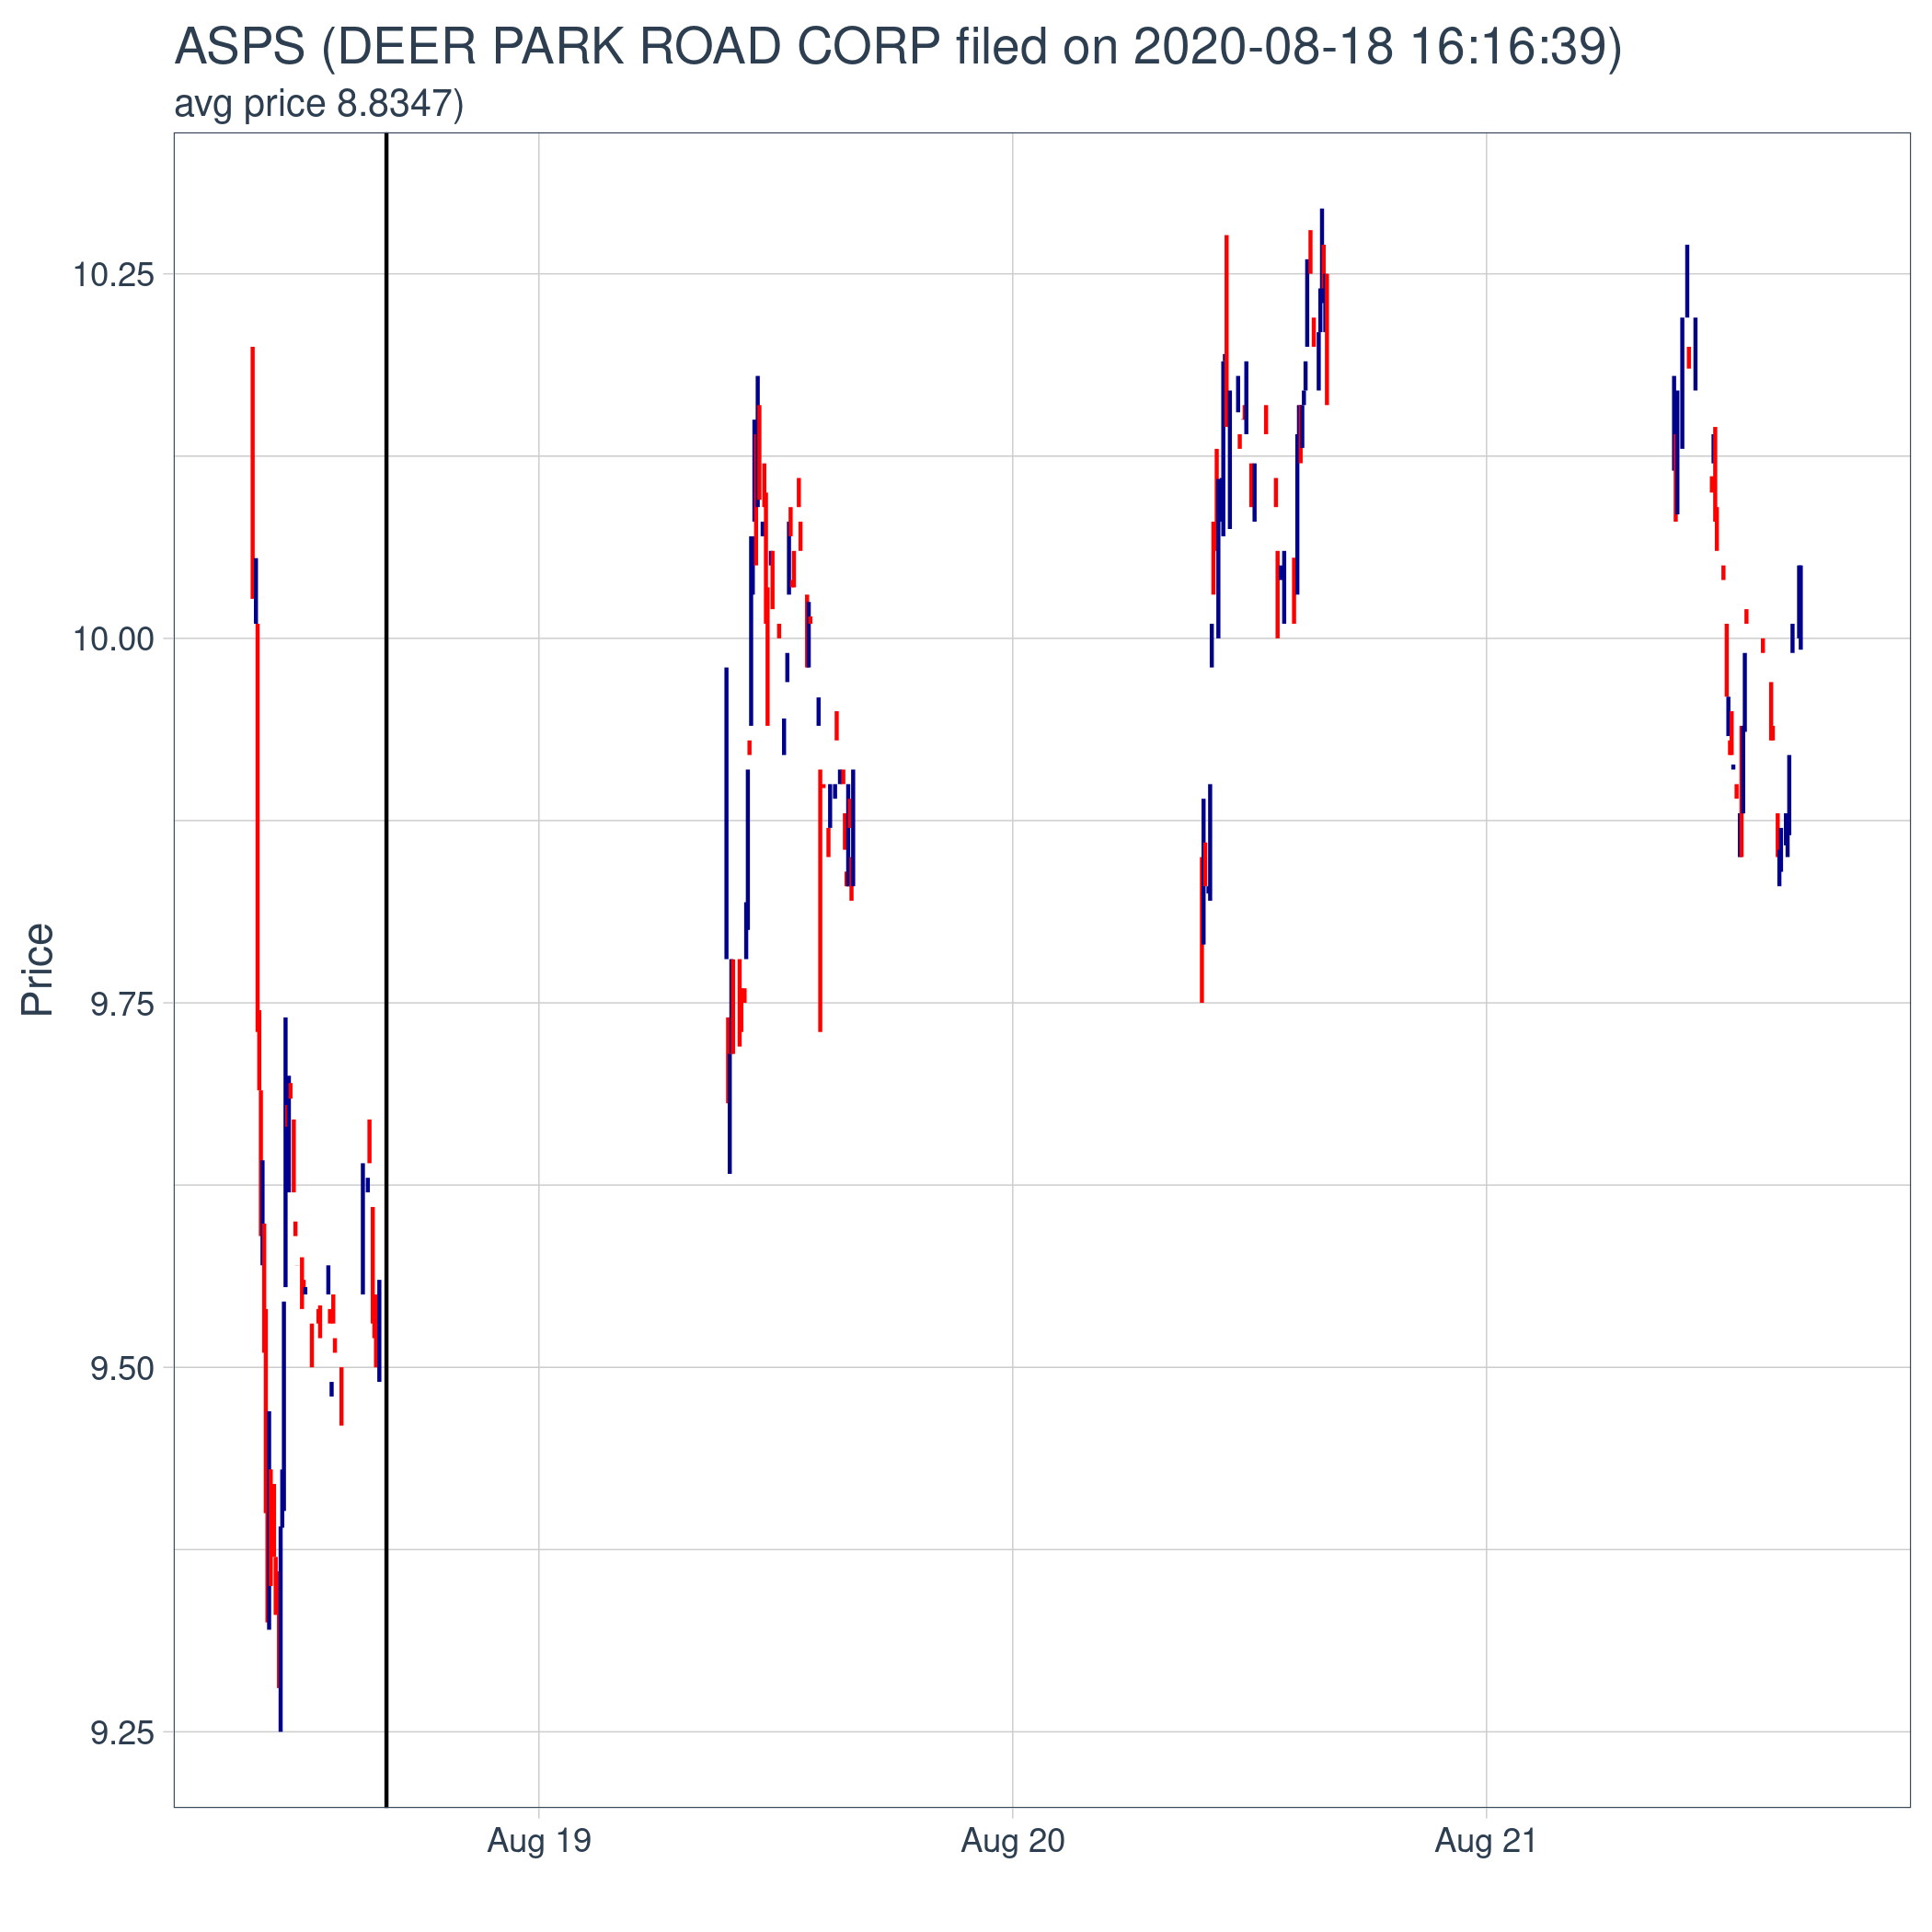 ASPS (DEER PARK ROAD CORP filed on 2020-08-18 16:16:39)
avg price 8.8347)
Price
10.25
10.00
9.75
9.50
9.25
Aug 19
Aug 20
Aug 21